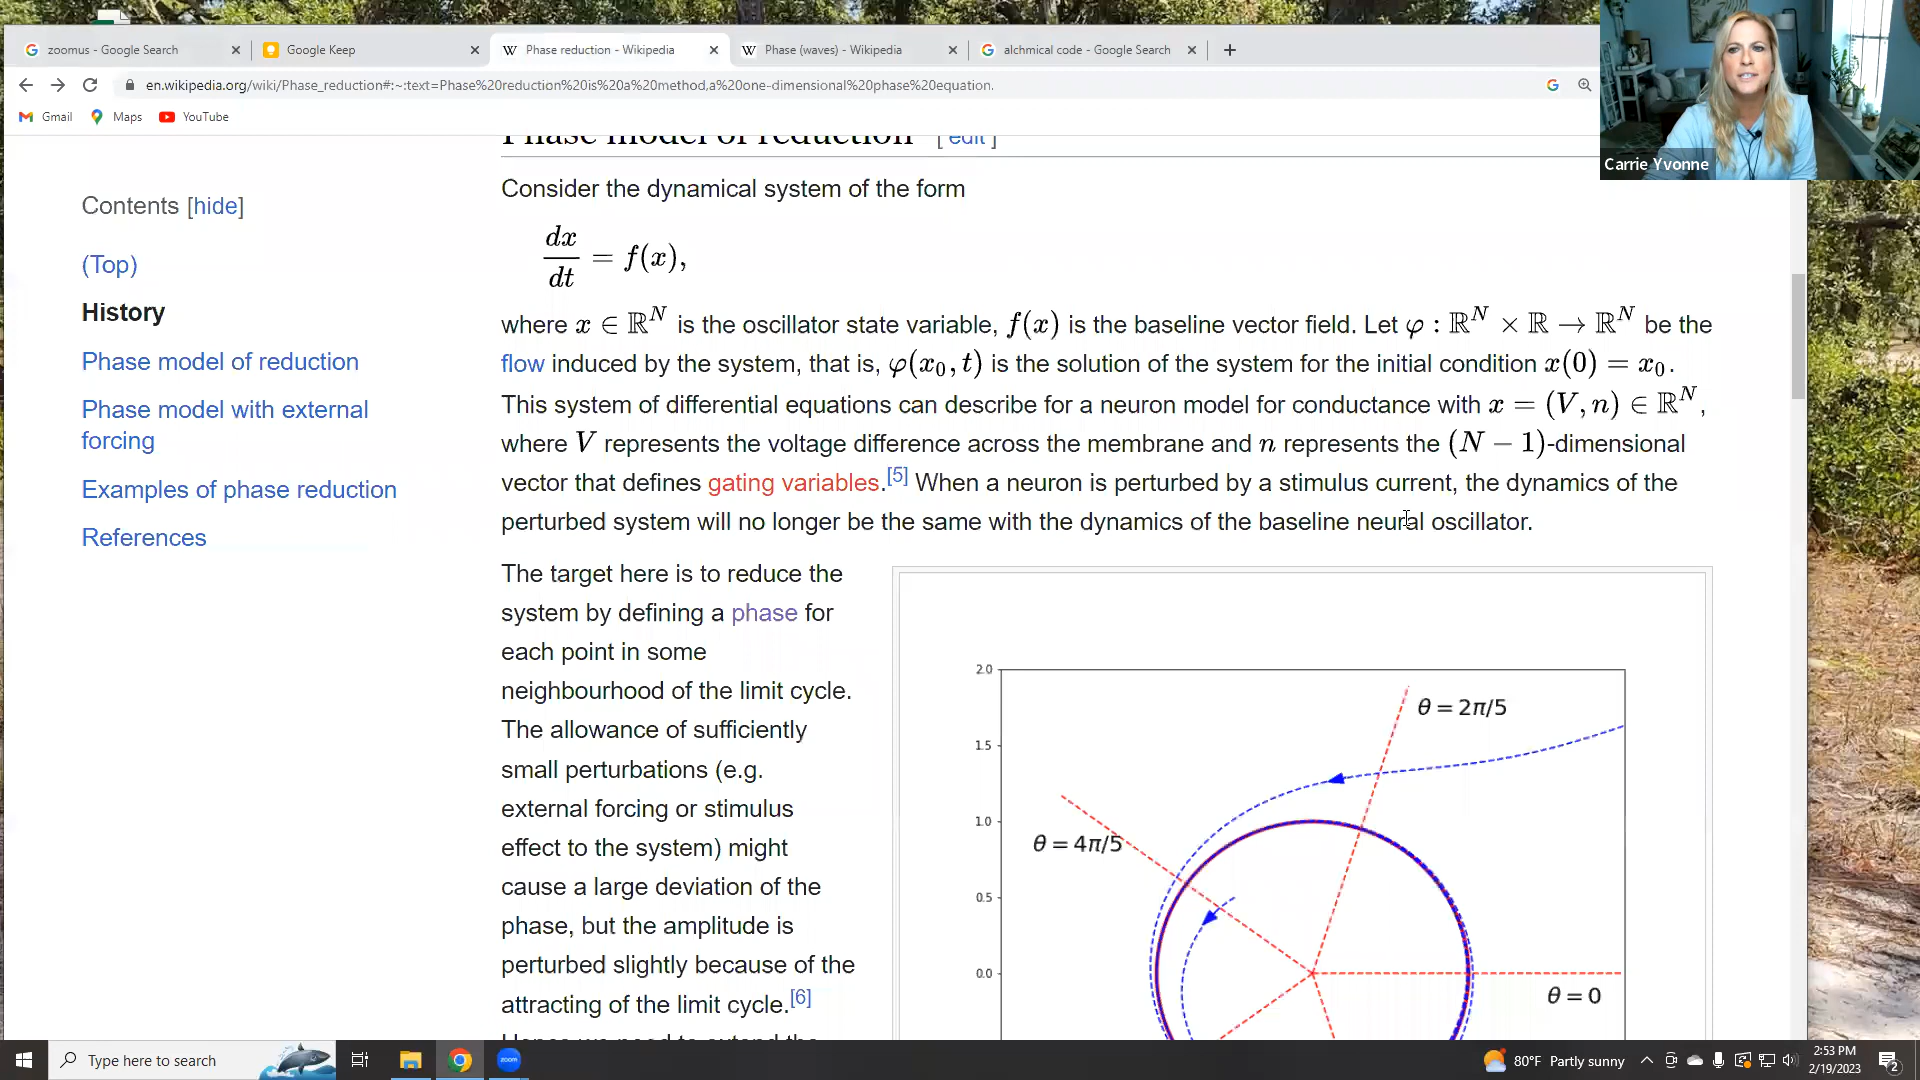 zoomus - Google Search
Google Keep
Phase reduction - Wikipedia
Phase (waves) - Wikipedia
alchmical code - Google Search
en.wikipedia.org/wiki/Phase_reduction#:~:text=Phase%20reduction%20is%20a%20method,a%20one-dimensional%20phase%20equation.
Gmail
Maps
YouTube
Carrie Yvonne
Contents [hide]
(Top)
History
Phase model of reduction
Phase model with external
forcing
Examples of phase reduction
References
Phase model of reduction [ edit ]
Consider the dynamical system of the form
dx/dt = f(x),
where x ∈ ℝᴺ is the oscillator state variable, f(x) is the baseline vector field. Let φ : ℝᴺ × ℝ → ℝᴺ be the
flow induced by the system, that is, φ(x₀, t) is the solution of the system for the initial condition x(0) = x₀.
This system of differential equations can describe for a neuron model for conductance with x = (V, n) ∈ ℝᴺ,
where V represents the voltage difference across the membrane and n represents the (N − 1)-dimensional
vector that defines gating variables.[5] When a neuron is perturbed by a stimulus current, the dynamics of the
perturbed system will no longer be the same with the dynamics of the baseline neural oscillator.
The target here is to reduce the
system by defining a phase for
each point in some
neighbourhood of the limit cycle.
The allowance of sufficiently
small perturbations (e.g.
external forcing or stimulus
effect to the system) might
cause a large deviation of the
phase, but the amplitude is
perturbed slightly because of the
attracting of the limit cycle.[6]
2.0
θ = 2π/5
1.5
1.0
θ = 4π/5
0.5
0.0
θ = 0
Type here to search
zoom
80°F Partly sunny
2:53 PM
2/19/2023
2